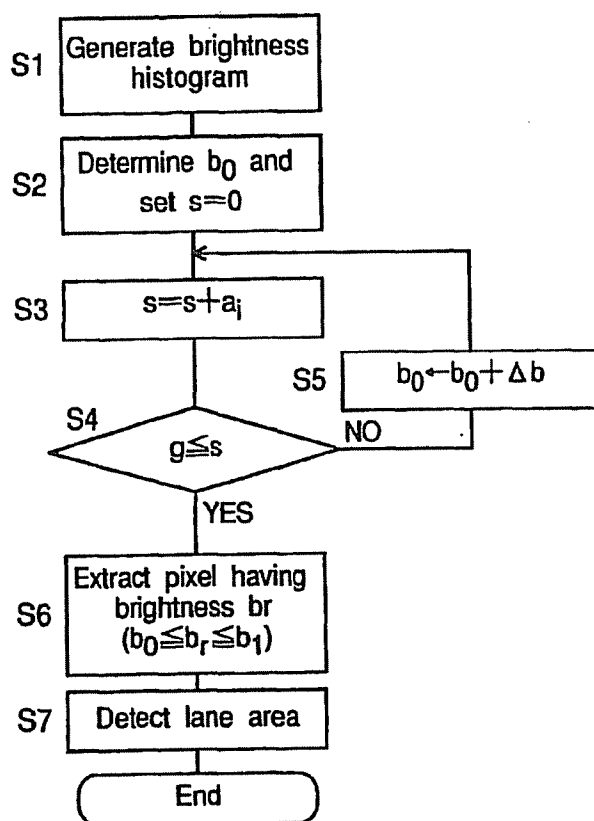 S1
Generate brightness
histogram
S2
Determine b₀ and
set s=0
S3
s=s+aᵢ
S5
b₀←b₀+Δb
S4
g≦s
NO
YES
S6
Extract pixel having
brightness br
(b₀≦bᵣ≦b₁)
S7
Detect lane area
End